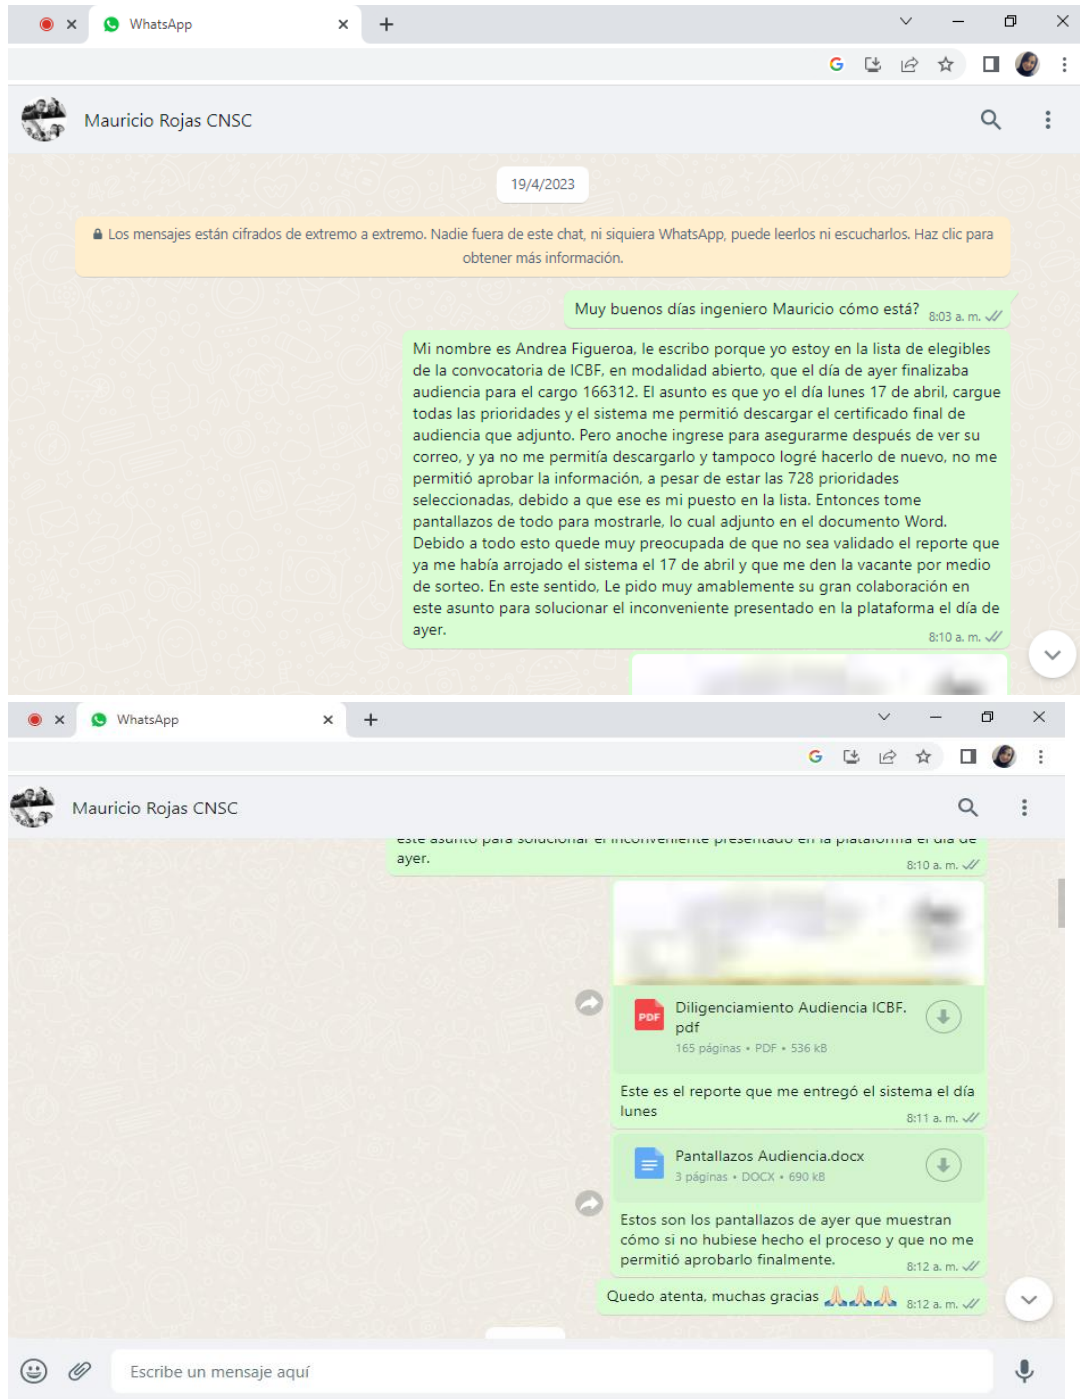 WhatsApp
Mauricio Rojas CNSC
19/4/2023
Los mensajes están cifrados de extremo a extremo. Nadie fuera de este chat, ni siquiera WhatsApp, puede leerlos ni escucharlos. Haz clic para
obtener más información.
Muy buenos días ingeniero Mauricio cómo está? 8:03 a. m.
Mi nombre es Andrea Figueroa, le escribo porque yo estoy en la lista de elegibles
de la convocatoria de ICBF, en modalidad abierto, que el día de ayer finalizaba
audiencia para el cargo 166312. El asunto es que yo el día lunes 17 de abril, cargue
todas las prioridades y el sistema me permitió descargar el certificado final de
audiencia que adjunto. Pero anoche ingrese para asegurarme después de ver su
correo, y ya no me permitía descargarlo y tampoco logré hacerlo de nuevo, no me
permitió aprobar la información, a pesar de estar las 728 prioridades
seleccionadas, debido a que ese es mi puesto en la lista. Entonces tome
pantallazos de todo para mostrarle, lo cual adjunto en el documento Word.
Debido a todo esto quede muy preocupada de que no sea validado el reporte que
ya me había arrojado el sistema el 17 de abril y que me den la vacante por medio
de sorteo. En este sentido, Le pido muy amablemente su gran colaboración en
este asunto para solucionar el inconveniente presentado en la plataforma el día de
ayer.
8:10 a. m.
WhatsApp
Mauricio Rojas CNSC
este asunto para solucionar el inconveniente presentado en la plataforma el día de
ayer.
8:10 a. m.
PDF
Diligenciamiento Audiencia ICBF.
pdf
165 páginas • PDF • 536 kB
Este es el reporte que me entregó el sistema el día
lunes
8:11 a. m.
Pantallazos Audiencia.docx
3 páginas • DOCX • 690 kB
Estos son los pantallazos de ayer que muestran
cómo si no hubiese hecho el proceso y que no me
permitió aprobarlo finalmente.
8:12 a. m.
Quedo atenta, muchas gracias 🙏🏻🙏🏻🙏🏻 8:12 a. m.
Escribe un mensaje aquí